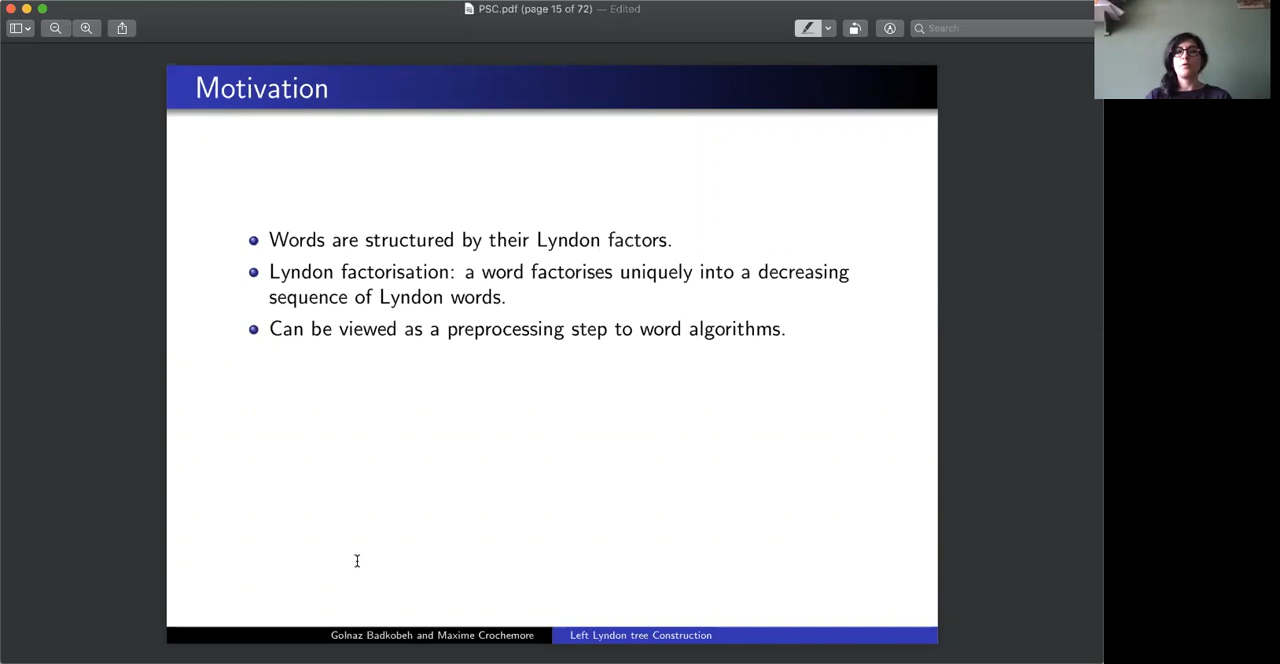 PSC.pdf (page 15 of 72) — Edited
Search
Motivation
Words are structured by their Lyndon factors.
Lyndon factorisation: a word factorises uniquely into a decreasing
sequence of Lyndon words.
Can be viewed as a preprocessing step to word algorithms.
Golnaz Badkobeh and Maxime Crochemore
Left Lyndon tree Construction